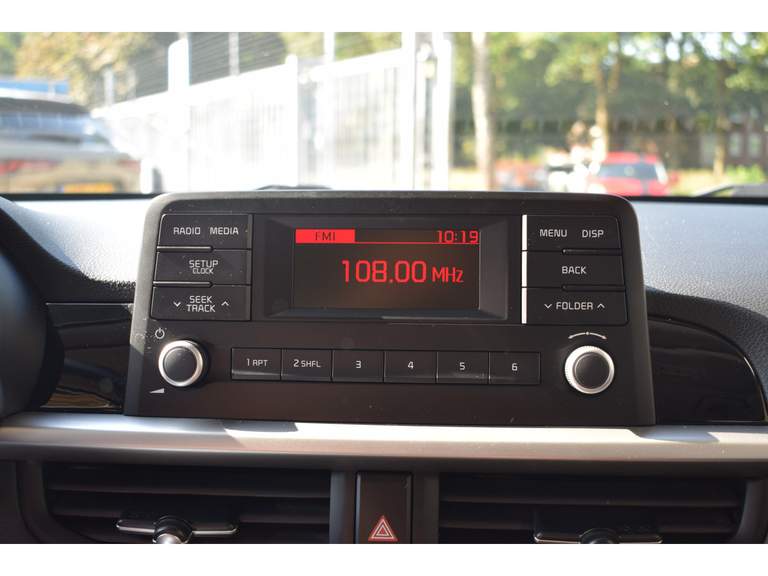 RADIO MEDIA
SETUP
CLOCK
SEEK
TRACK
FM1 10:19
108.00 MHz
MENU DISP
BACK
FOLDER
1 RPT 2 SHFL 3 4 5 6